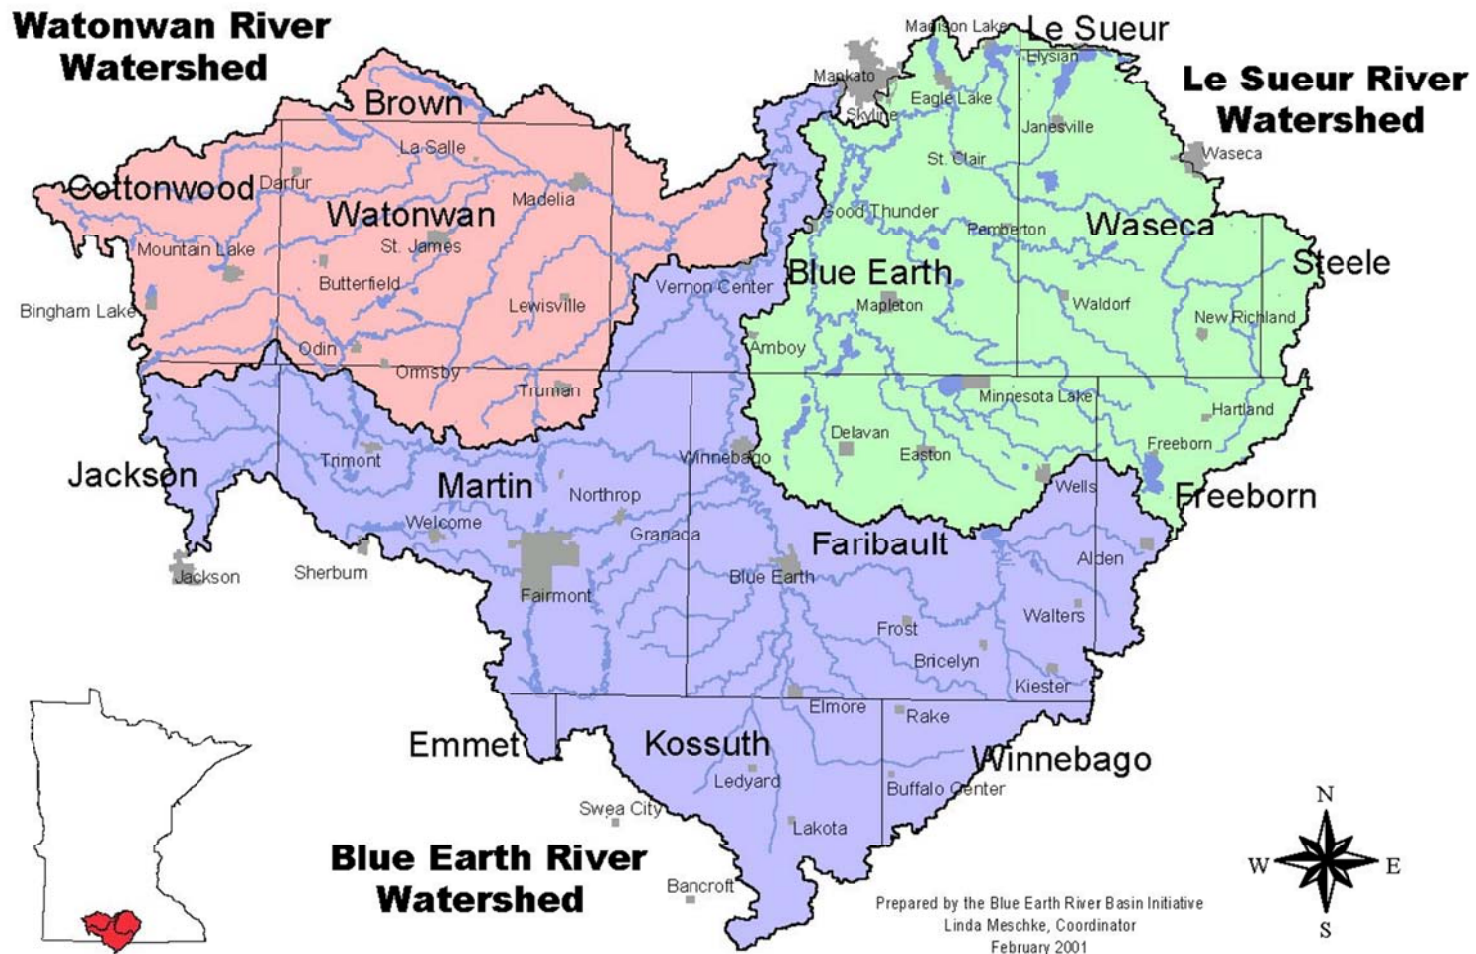 Watonwan River
Watershed
Madison Lake
Le Sueur
Elysian
Le Sueur River
Watershed
Mankato
Brown
Eagle Lake
Skyline
Janesville
La Salle
St. Clair
Waseca
Cottonwood
Darfur
Madelia
Watonwan
Good Thunder
Pemberton
Waseca
St. James
Mountain Lake
Steele
Blue Earth
Butterfield
Vernon Center
Bingham Lake
Lewisville
Mapleton
Waldorf
New Richland
Odin
Amboy
Ormsby
Truman
Minnesota Lake
Hartland
Delavan
Easton
Freeborn
Trimont
Winnebago
Jackson
Martin
Northrop
Wells
Freeborn
Welcome
Granada
Faribault
Alden
Jackson
Sherburn
Blue Earth
Fairmont
Walters
Frost
Bricelyn
Kiester
Elmore
Rake
Emmet
Kossuth
Winnebago
Ledyard
Buffalo Center
Swea City
Lakota
Blue Earth River
Watershed
Bancroft
N
W
E
S
Prepared by the Blue Earth River Basin Initiative
Linda Meschke, Coordinator
February 2001